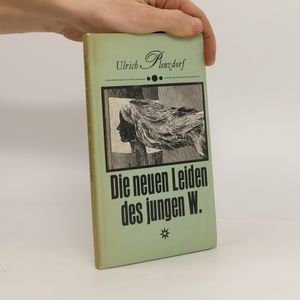 Ulrich Plenzdorf
Die neuen Leiden
des jungen W.